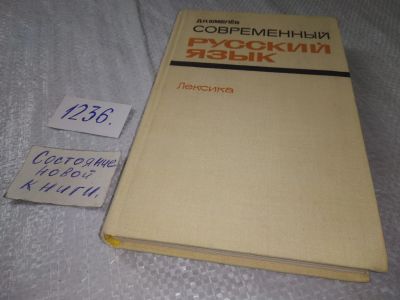 Д.Н.ШМЕЛЁВ
СОВРЕМЕННЫЙ
РУССКИЙ
ЯЗЫК
Лексика
1236.
Состояние
новой
книги.